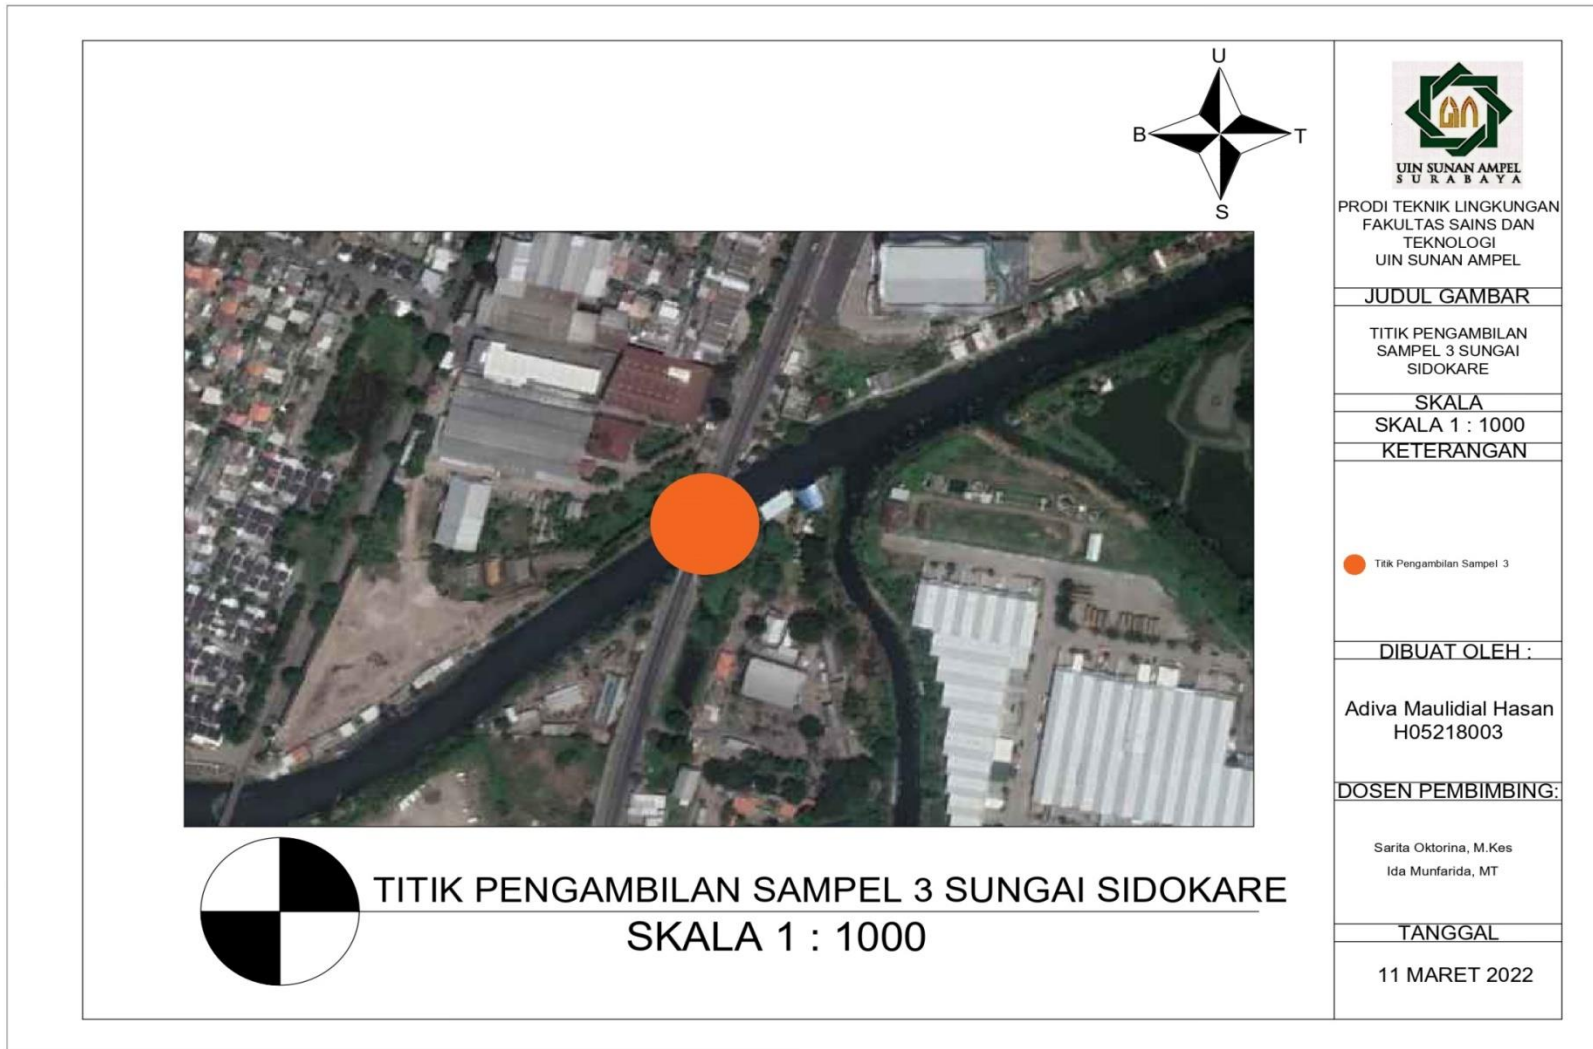 U
B
T
S
UIN SUNAN AMPEL
S U R A B A Y A
PRODI TEKNIK LINGKUNGAN
FAKULTAS SAINS DAN
TEKNOLOGI
UIN SUNAN AMPEL
JUDUL GAMBAR
TITIK PENGAMBILAN
SAMPEL 3 SUNGAI
SIDOKARE
SKALA
SKALA 1 : 1000
KETERANGAN
Titik Pengambilan Sampel 3
DIBUAT OLEH :
Adiva Maulidial Hasan
H05218003
DOSEN PEMBIMBING:
Sarita Oktorina, M.Kes
Ida Munfarida, MT
TANGGAL
11 MARET 2022
TITIK PENGAMBILAN SAMPEL 3 SUNGAI SIDOKARE
SKALA 1 : 1000